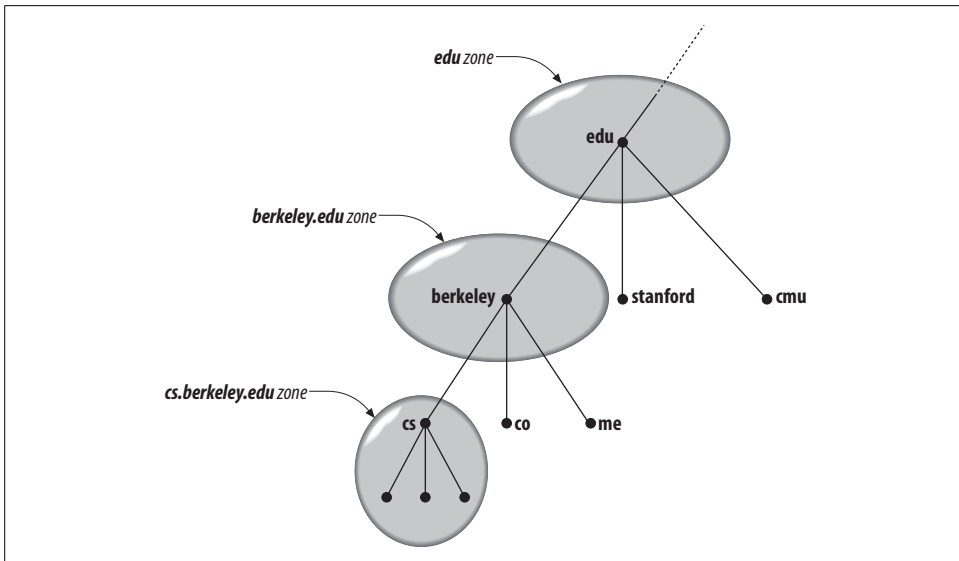 edu zone
edu
berkeley.edu zone
berkeley
stanford
cmu
cs.berkeley.edu zone
cs
co
me